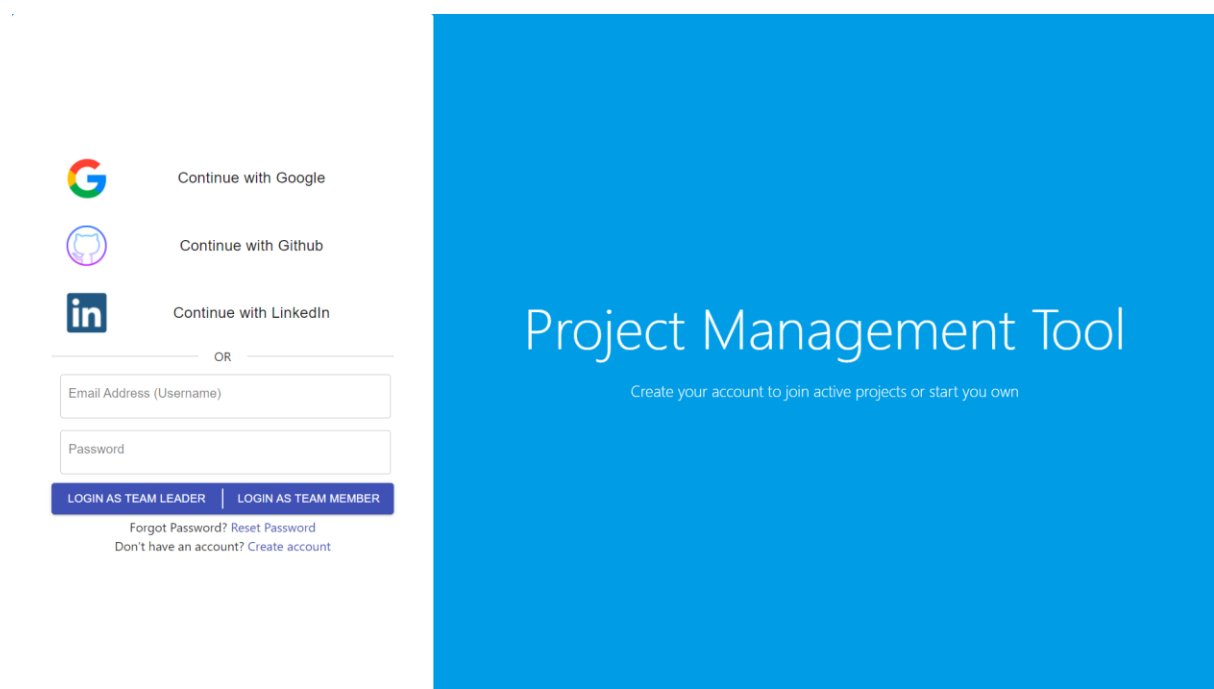 Continue with Google
Continue with Github
in Continue with LinkedIn
OR
Email Address (Username)
Password
LOGIN AS TEAM LEADER LOGIN AS TEAM MEMBER
Forgot Password? Reset Password
Don't have an account? Create account
Project Management Tool
Create your account to join active projects or start you own